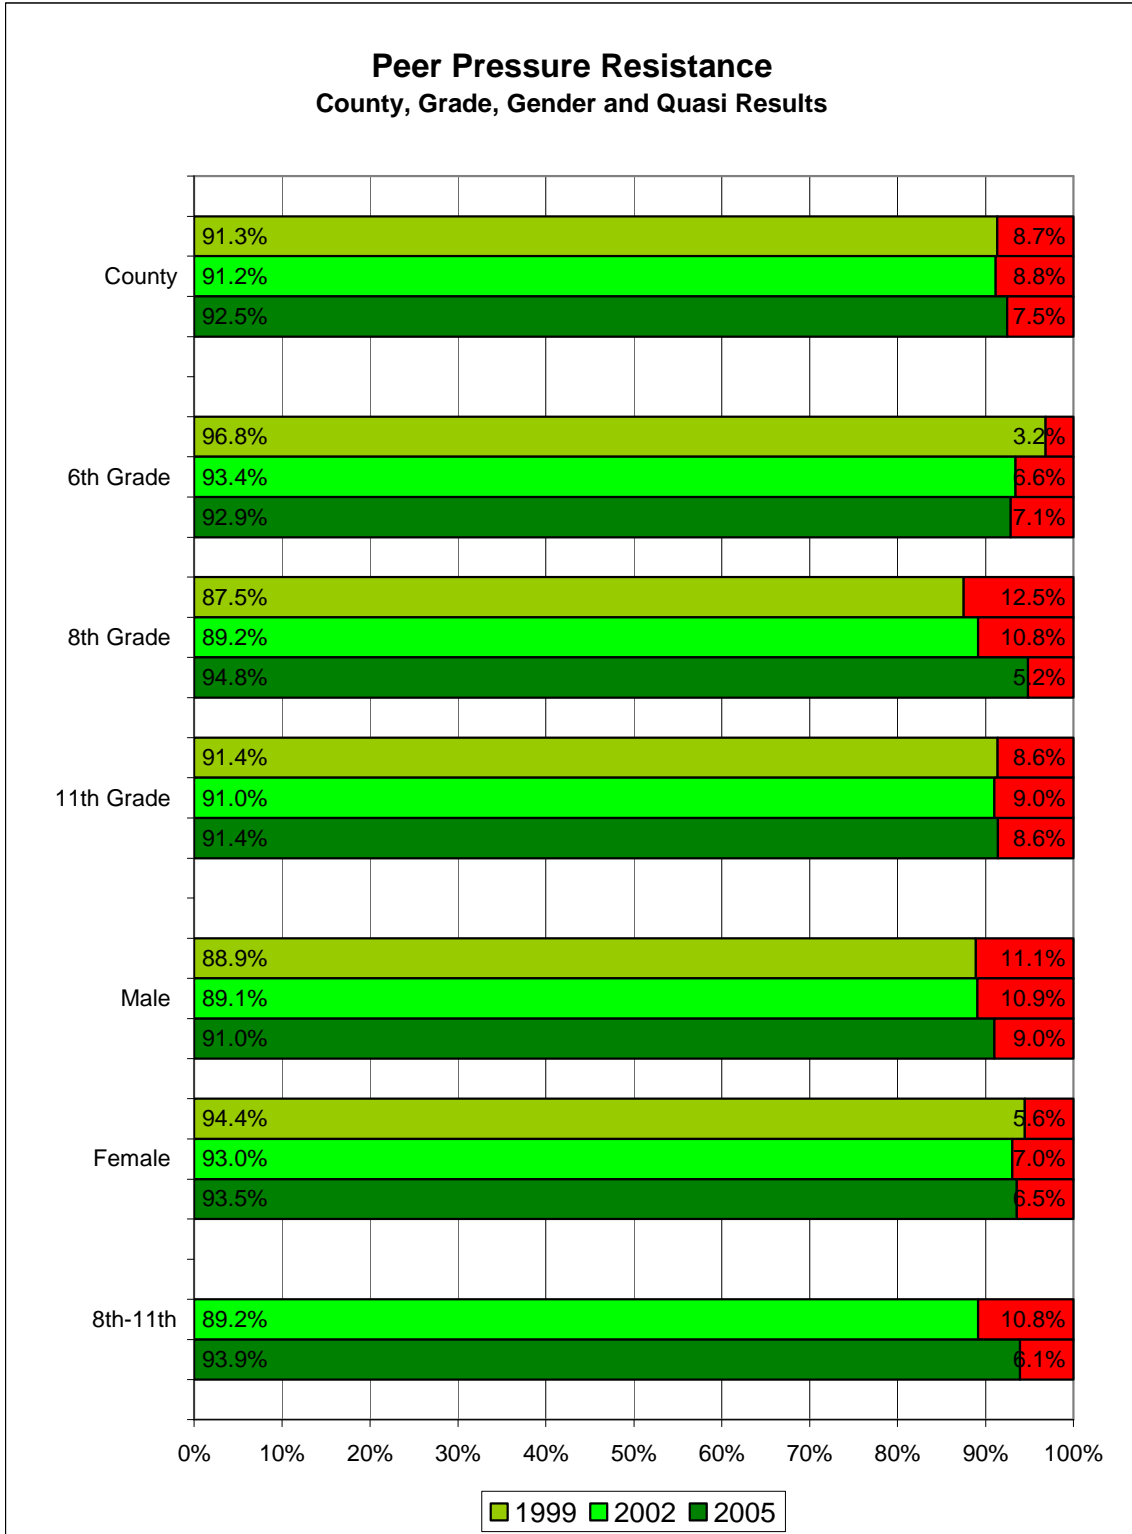 Peer Pressure Resistance
County, Grade, Gender and Quasi Results
91.3% 8.7%
County 91.2% 8.8%
92.5% 7.5%
96.8% 3.2%
6th Grade 93.4% 6.6%
92.9% 7.1%
87.5% 12.5%
8th Grade 89.2% 10.8%
94.8% 5.2%
91.4% 8.6%
11th Grade 91.0% 9.0%
91.4% 8.6%
88.9% 11.1%
Male 89.1% 10.9%
91.0% 9.0%
94.4% 5.6%
Female 93.0% 7.0%
93.5% 6.5%
8th-11th 89.2% 10.8%
93.9% 6.1%
0% 10% 20% 30% 40% 50% 60% 70% 80% 90% 100%
1999 2002 2005